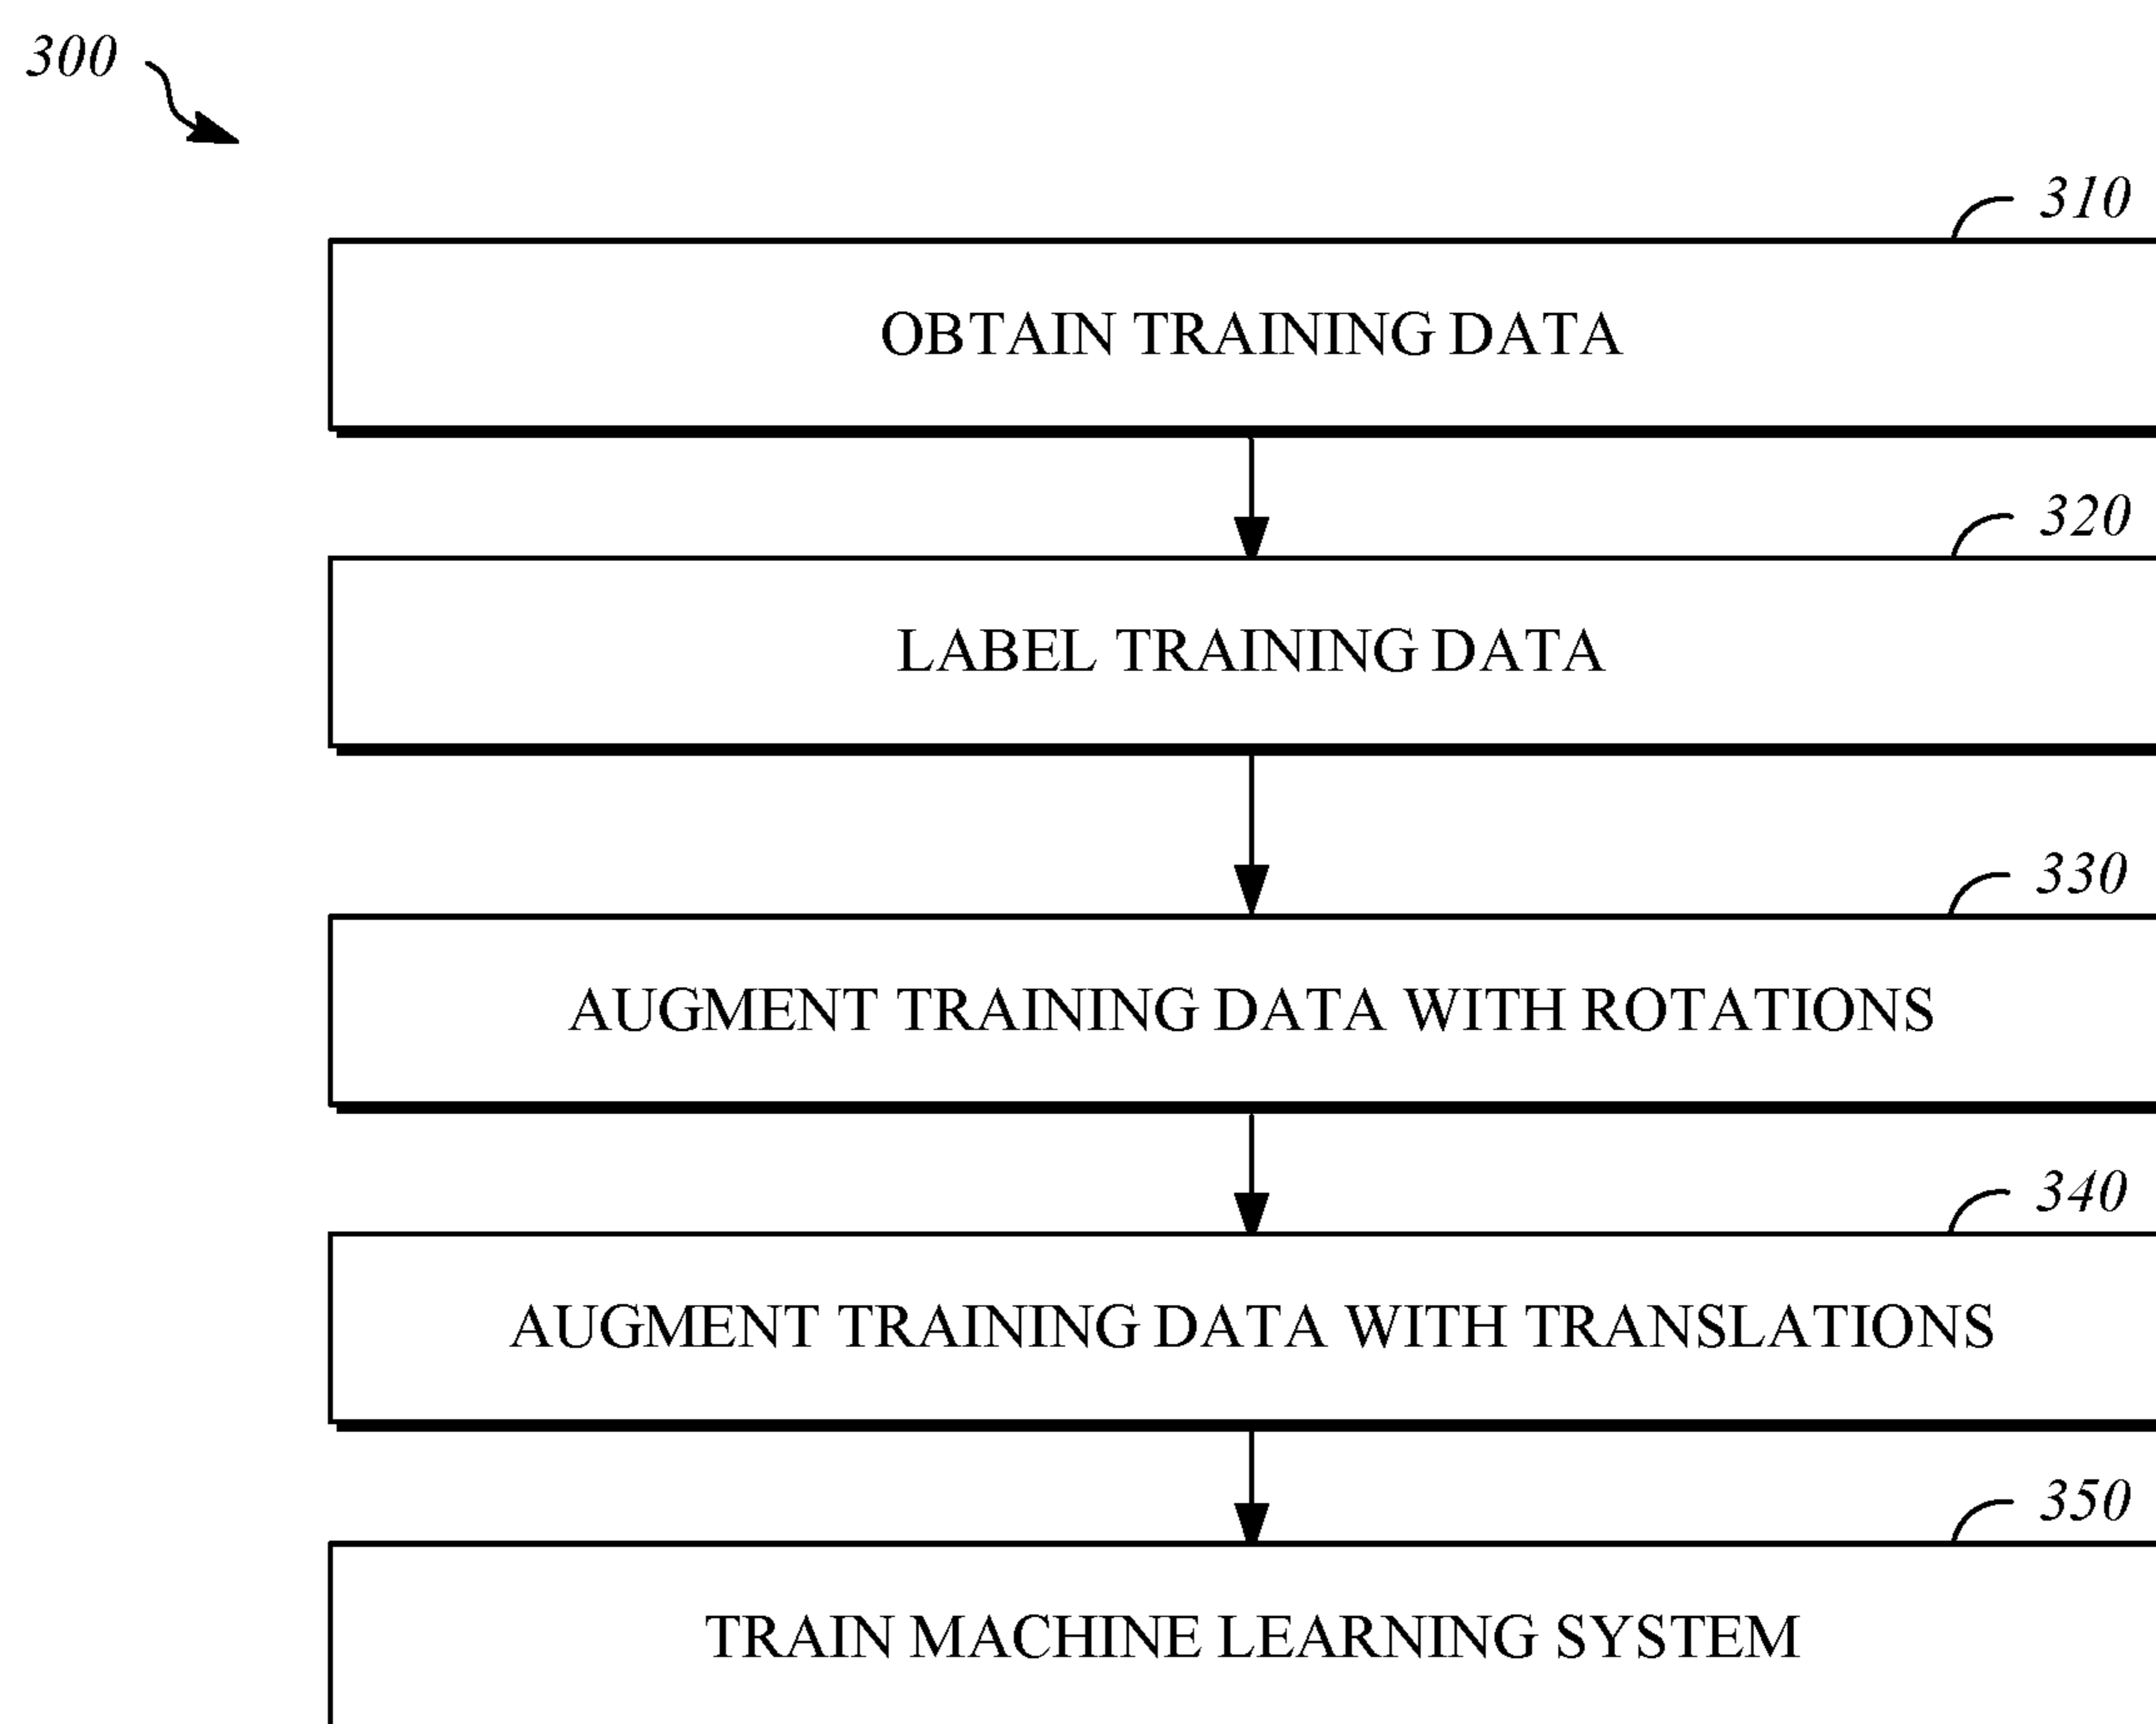 300
310
OBTAIN TRAINING DATA
320
LABEL TRAINING DATA
330
AUGMENT TRAINING DATA WITH ROTATIONS
340
AUGMENT TRAINING DATA WITH TRANSLATIONS
350
TRAIN MACHINE LEARNING SYSTEM